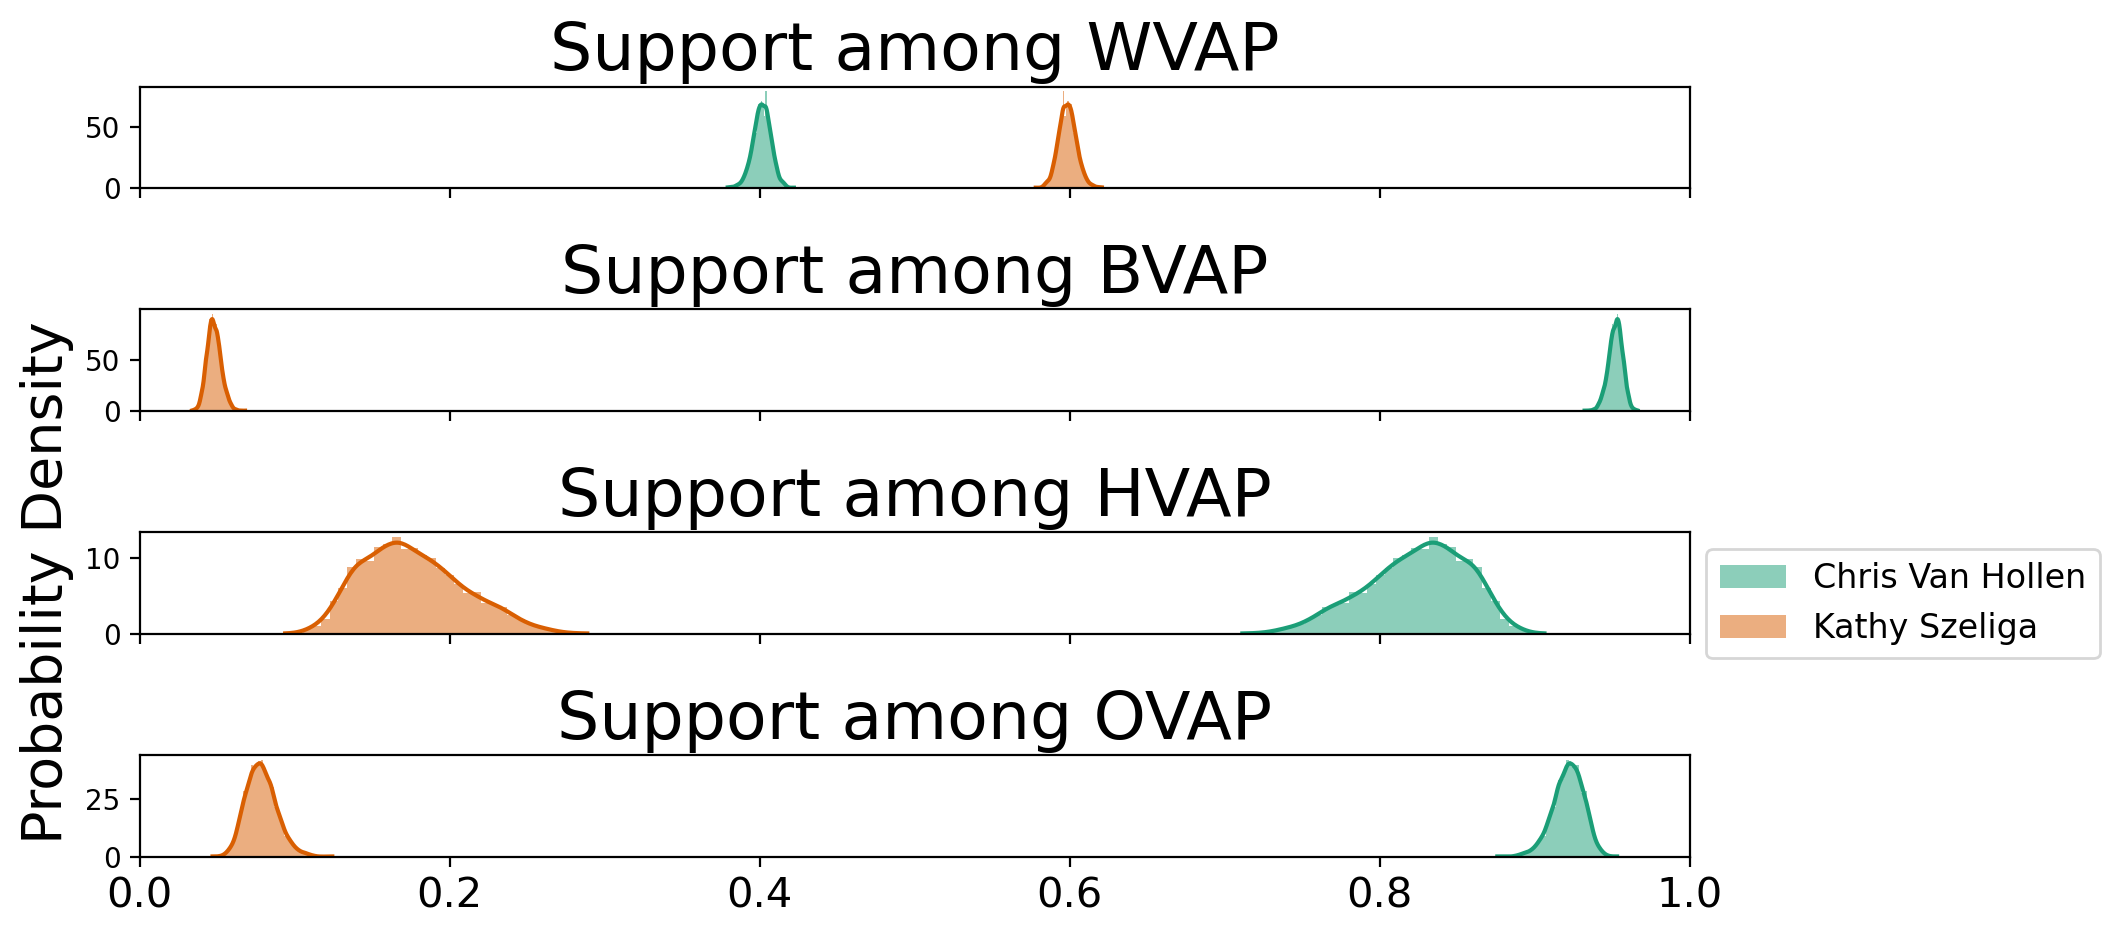 Support among WVAP
50
0
Support among BVAP
50
0
Support among HVAP
10
0
Support among OVAP
25
0
0.0 0.2 0.4 0.6 0.8 1.0
Probability Density
Chris Van Hollen
Kathy Szeliga